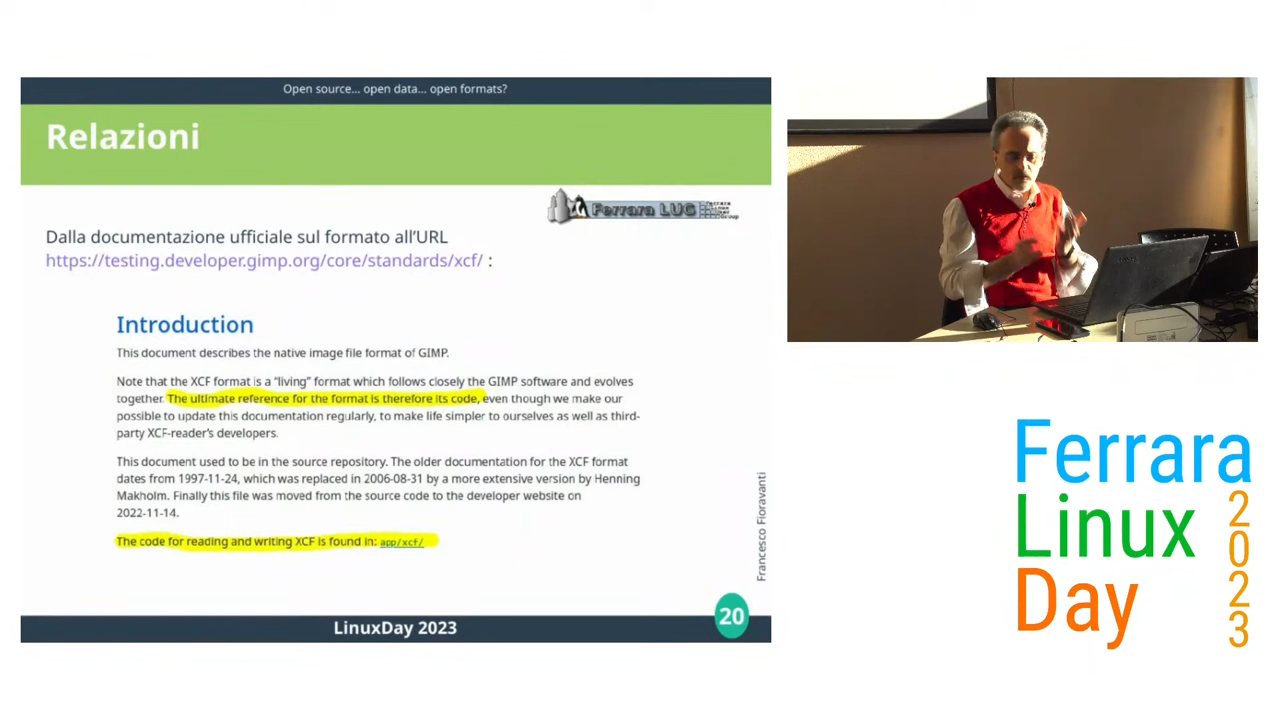 Open source... open data... open formats?
Relazioni
Ferrara LUG
Ferrara
Linux
User
Group
Dalla documentazione ufficiale sul formato all'URL
https://testing.developer.gimp.org/core/standards/xcf/ :
Introduction
This document describes the native image file format of GIMP.
Note that the XCF format is a "living" format which follows closely the GIMP software and evolves
together. The ultimate reference for the format is therefore its code, even though we make our
possible to update this documentation regularly, to make life simpler to ourselves as well as third-
party XCF-reader's developers.
This document used to be in the source repository. The older documentation for the XCF format
dates from 1997-11-24, which was replaced in 2006-08-31 by a more extensive version by Henning
Makholm. Finally this file was moved from the source code to the developer website on
2022-11-14.
The code for reading and writing XCF is found in: app/xcf/
Francesco Fioravanti
LinuxDay 2023
20
Ferrara
Linux
Day
2023